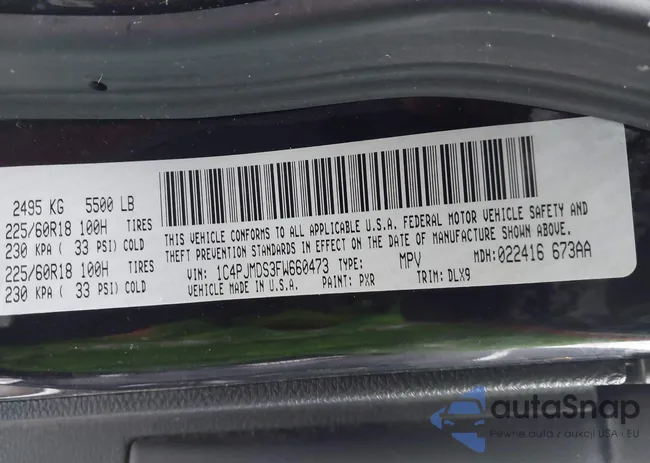 2495 KG 5500 LB
225/60R18 100H TIRES
230 KPA ( 33 PSI) COLD
225/60R18 100H TIRES
230 KPA ( 33 PSI) COLD
THIS VEHICLE CONFORMS TO ALL APPLICABLE U.S.A. FEDERAL MOTOR VEHICLE SAFETY AND
THEFT PREVENTION STANDARDS IN EFFECT ON THE DATE OF MANUFACTURE SHOWN ABOVE.
VIN: 1C4PJMDS3FW660473 TYPE: MPV MDH: 022416 673AA
VEHICLE MADE IN U.S.A. PAINT: PXR TRIM: DLX9
autaSnap
Pewne auta z aukcji USA i EU